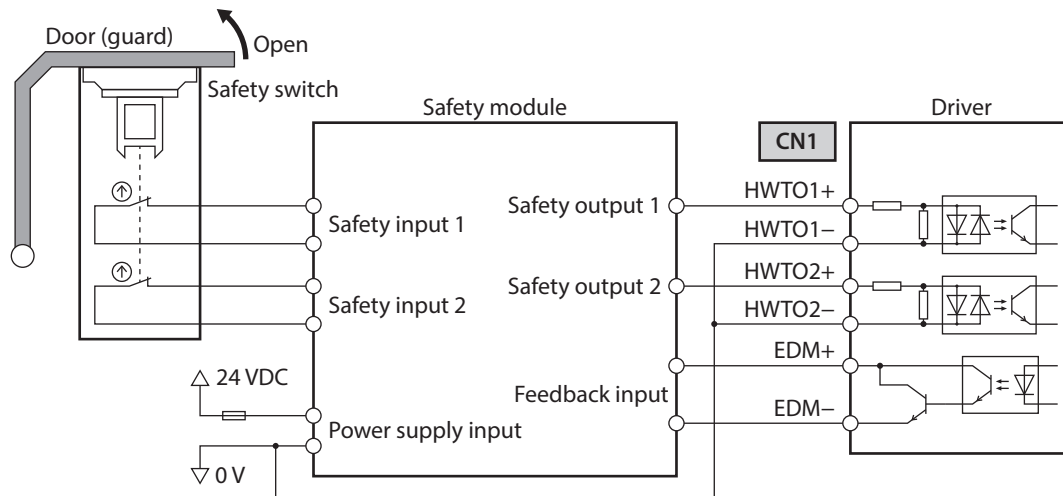 Door (guard)
Open
Safety switch
Safety module
Driver
CN1
HWTO1+
Safety output 1
Safety input 1
HWTO1−
HWTO2+
Safety output 2
Safety input 2
HWTO2−
EDM+
24 VDC
Feedback input
EDM−
Power supply input
0 V